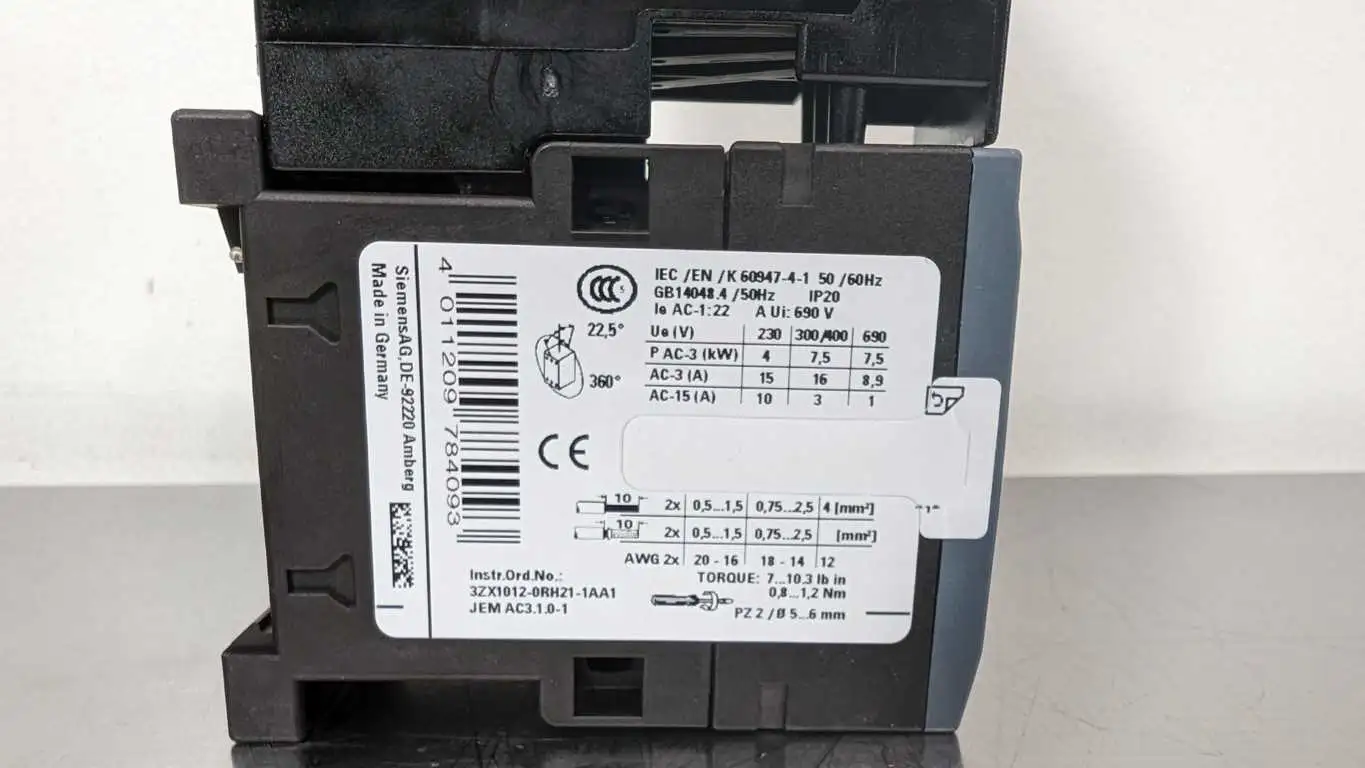 SiemensAG,DE-92220 Amberg
Made in Germany
4 011209 784093
CCC S
IEC /EN /K 60947-4-1 50 /60Hz
GB14048.4 /50Hz IP20
Ie AC-1:22 A Ui: 690 V
22,5°
360°
Ue (V) 230 300/400 690
P AC-3 (kW) 4 7,5 7,5
AC-3 (A) 15 16 8,9
AC-15 (A) 10 3 1
CE
10 2x 0,5...1,5 0,75...2,5 4 [mm²]
10 2x 0,5...1,5 0,75...2,5 [mm²]
AWG 2x 20 - 16 18 - 14 12
Instr.Ord.No.:
3ZX1012-0RH21-1AA1
JEM AC3.1.0-1
TORQUE: 7...10.3 lb in
0,8...1,2 Nm
PZ 2 / Ø 5...6 mm